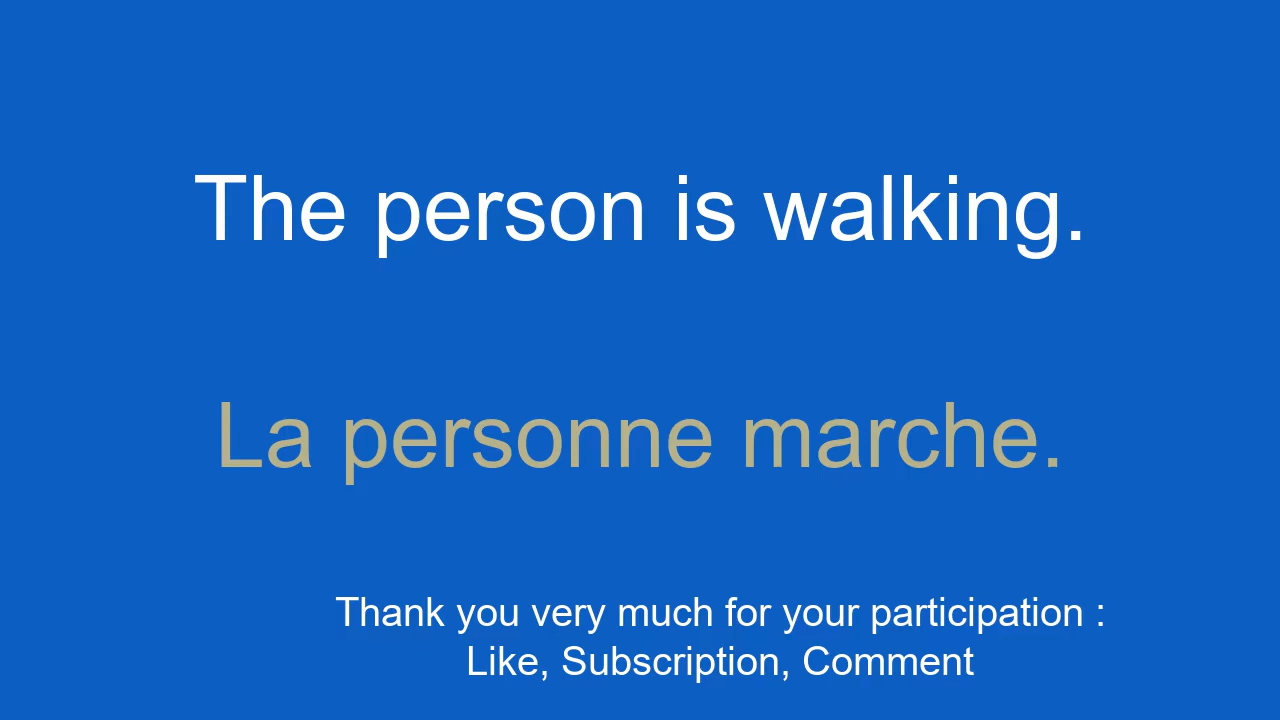 The person is walking.
La personne marche.
Thank you very much for your participation :
Like, Subscription, Comment